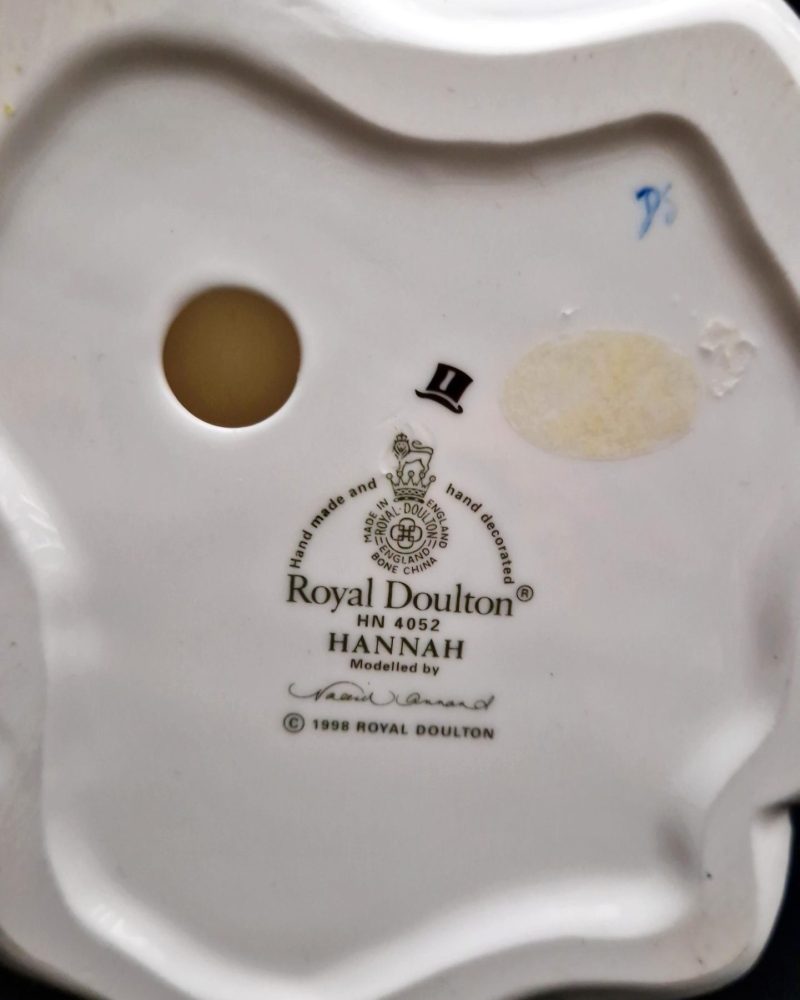 DS
I
Hand made and hand decorated
MADE IN ENGLAND
ROYAL·DOULTON
ENGLAND
BONE CHINA
Royal Doulton®
HN 4052
HANNAH
Modelled by
© 1998 ROYAL DOULTON